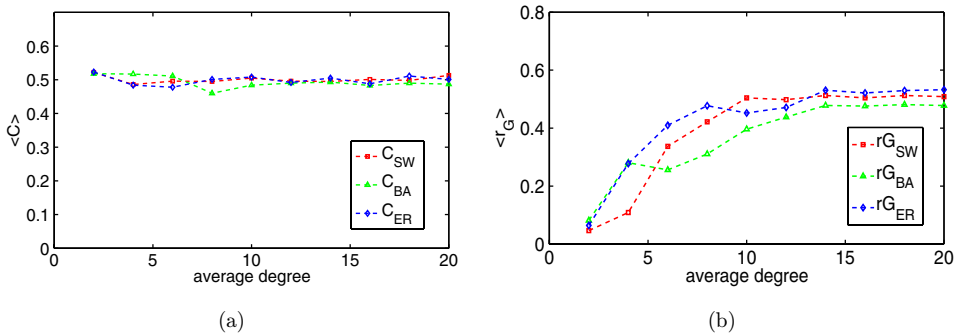 0.6
0.5
0.4
0.3
0.2
0.1
0
<C>
C_SW
C_BA
C_ER
0 5 10 15 20
average degree
(a)
0.8
0.6
0.4
0.2
0
<r_G>
rG_SW
rG_BA
rG_ER
0 5 10 15 20
average degree
(b)